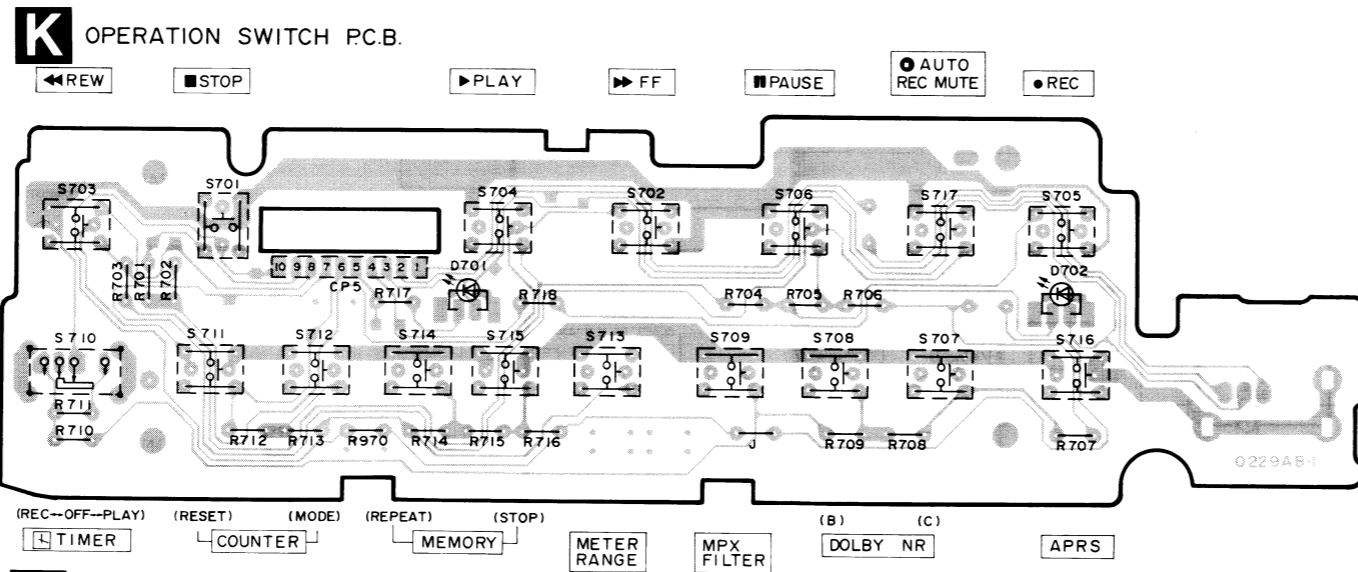 K OPERATION SWITCH P.C.B.
◀◀REW ■STOP ▶PLAY ▶▶FF ▮▮PAUSE AUTO REC MUTE ●REC
S703 S701 S704 S702 S706 S717 S705
10 9 8 7 6 5 4 3 2 1
CP5
R703 R701 R702 R717 D701 R718 R704 R705 R706 D702
S710 S711 S712 S714 S715 S713 S709 S708 S707 S716
R711
R710 R712 R713 R970 R714 R715 R716 J R709 R708 R707
0229AB-1
(REC↔OFF↔PLAY) (RESET) (MODE) (REPEAT) (STOP) (B) (C)
TIMER COUNTER MEMORY METER RANGE MPX FILTER DOLBY NR APRS